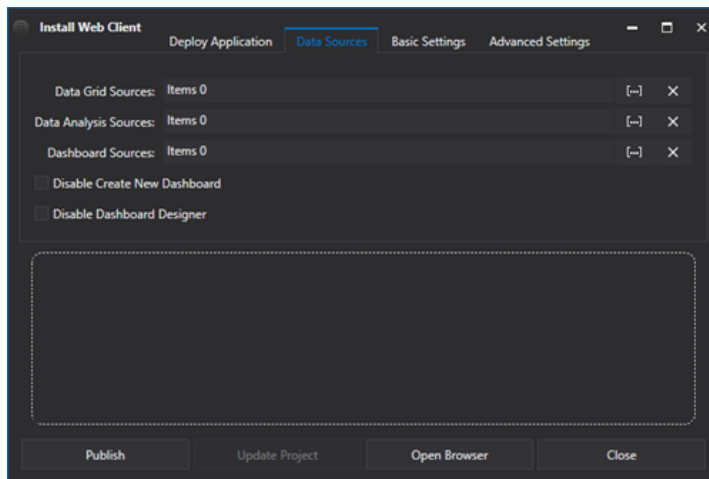 Install Web Client
Deploy Application Data Sources Basic Settings Advanced Settings
Data Grid Sources: Items 0 [...]
Data Analysis Sources: Items 0 [...]
Dashboard Sources: Items 0 [...]
Disable Create New Dashboard
Disable Dashboard Designer
Publish Update Project Open Browser Close